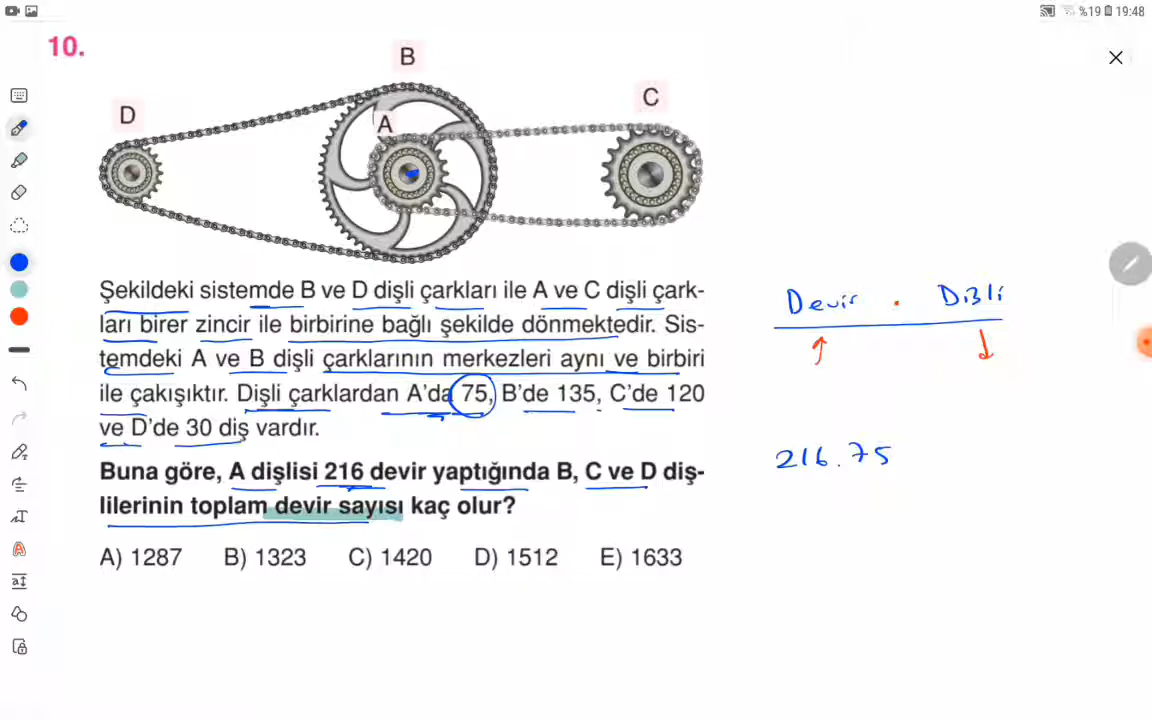 %19 19:48
10.
B
D
A
C
Şekildeki sistemde B ve D dişli çarkları ile A ve C dişli çark-
ları birer zincir ile birbirine bağlı şekilde dönmektedir. Sis-
temdeki A ve B dişli çarklarının merkezleri aynı ve birbiri
ile çakışıktır. Dişli çarklardan A'da 75, B'de 135, C'de 120
ve D'de 30 diş vardır.
Buna göre, A dişlisi 216 devir yaptığında B, C ve D diş-
lilerinin toplam devir sayısı kaç olur?
A) 1287 B) 1323 C) 1420 D) 1512 E) 1633
Devir . Dişli
216.75